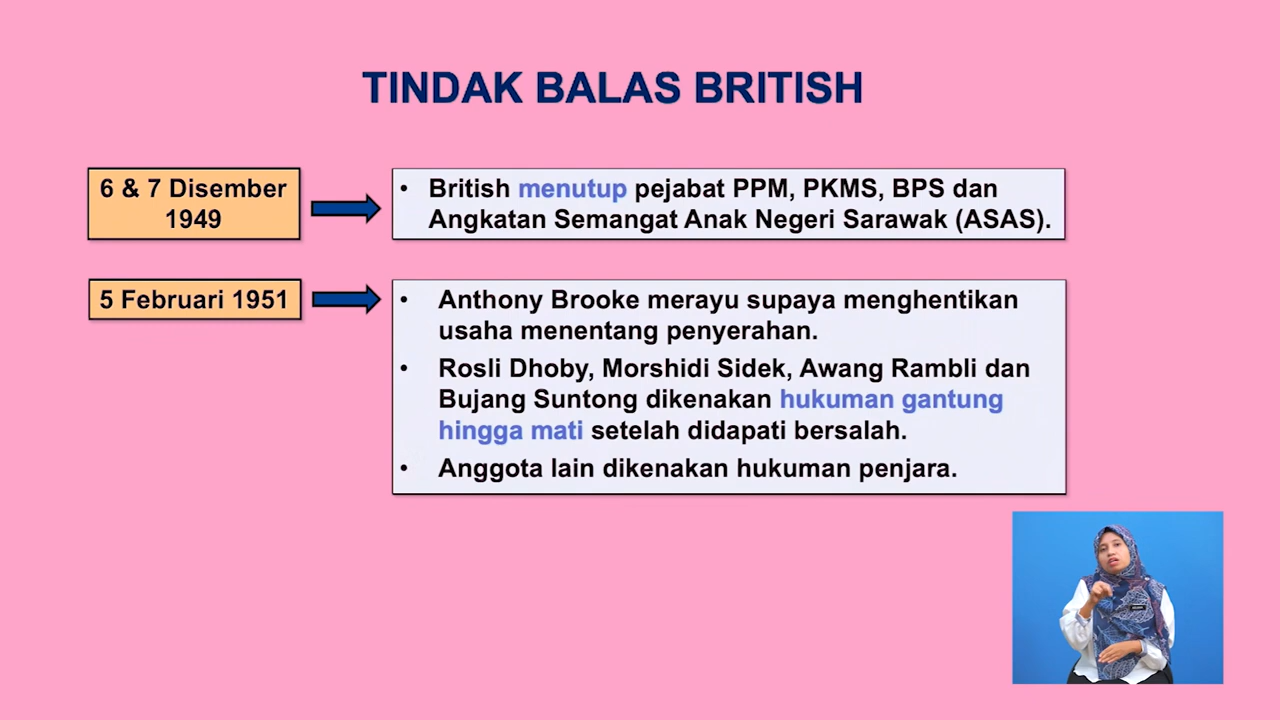 TINDAK BALAS BRITISH
6 & 7 Disember
1949
• British menutup pejabat PPM, PKMS, BPS dan
Angkatan Semangat Anak Negeri Sarawak (ASAS).
5 Februari 1951
• Anthony Brooke merayu supaya menghentikan
usaha menentang penyerahan.
• Rosli Dhoby, Morshidi Sidek, Awang Rambli dan
Bujang Suntong dikenakan hukuman gantung
hingga mati setelah didapati bersalah.
• Anggota lain dikenakan hukuman penjara.